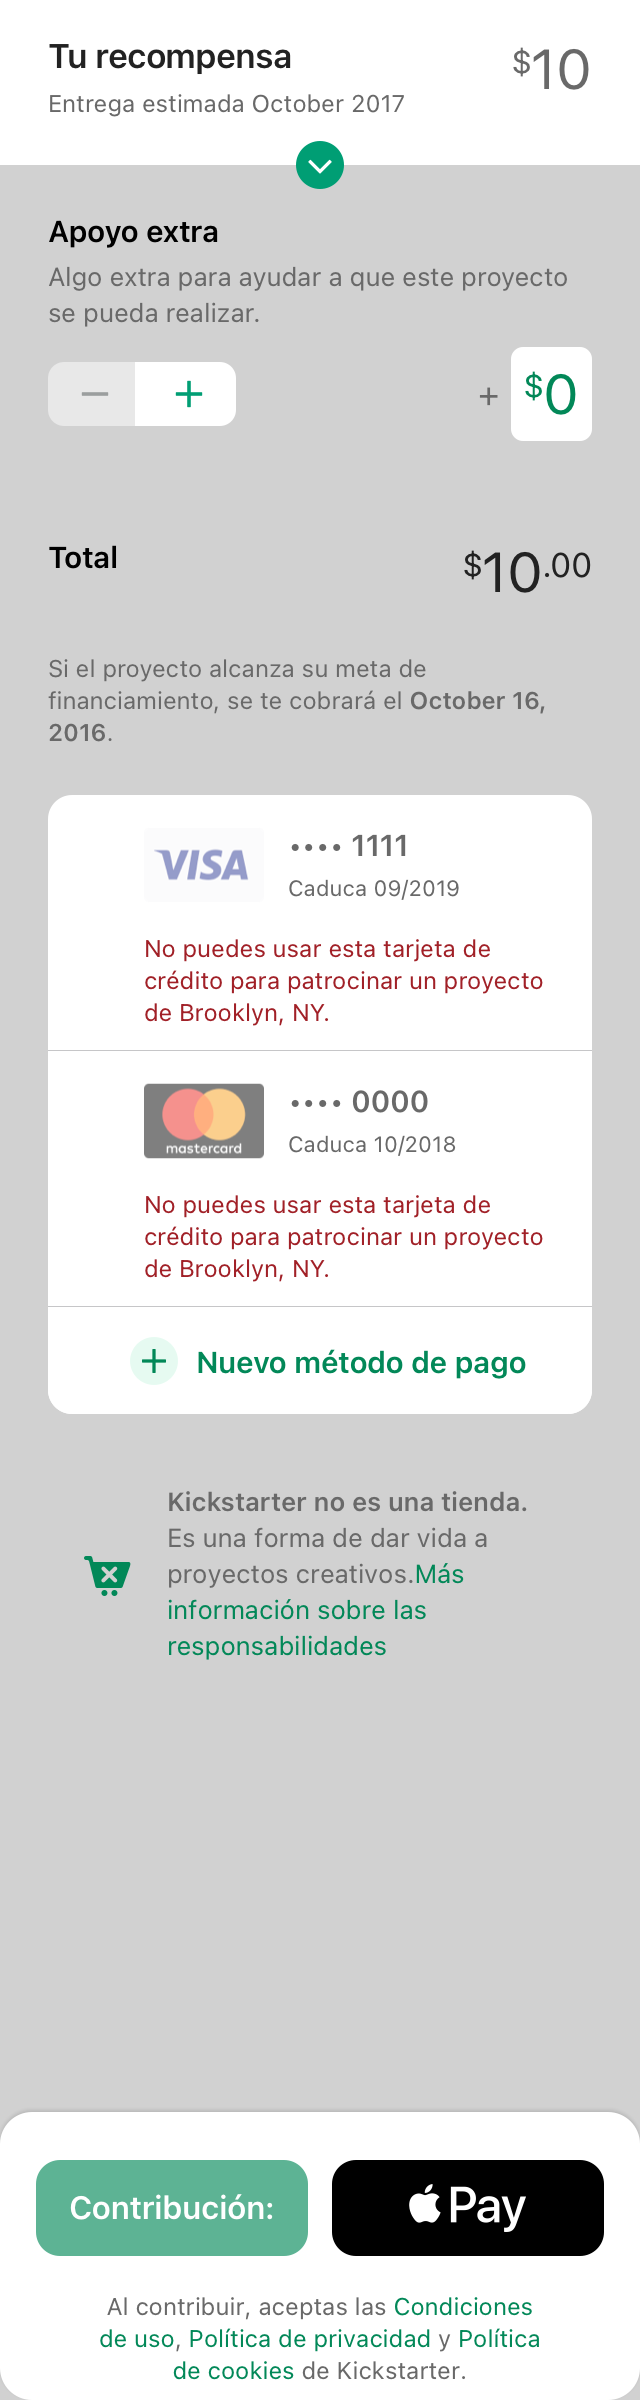 Tu recompensa
$10
Entrega estimada October 2017
Apoyo extra
Algo extra para ayudar a que este proyecto
se pueda realizar.
− +
+ $0
Total
$10.00
Si el proyecto alcanza su meta de
financiamiento, se te cobrará el October 16,
2016.
VISA
•••• 1111
Caduca 09/2019
No puedes usar esta tarjeta de
crédito para patrocinar un proyecto
de Brooklyn, NY.
mastercard
•••• 0000
Caduca 10/2018
No puedes usar esta tarjeta de
crédito para patrocinar un proyecto
de Brooklyn, NY.
+ Nuevo método de pago
Kickstarter no es una tienda.
Es una forma de dar vida a
proyectos creativos.Más
información sobre las
responsabilidades
Contribución:
Pay
Al contribuir, aceptas las Condiciones
de uso, Política de privacidad y Política
de cookies de Kickstarter.